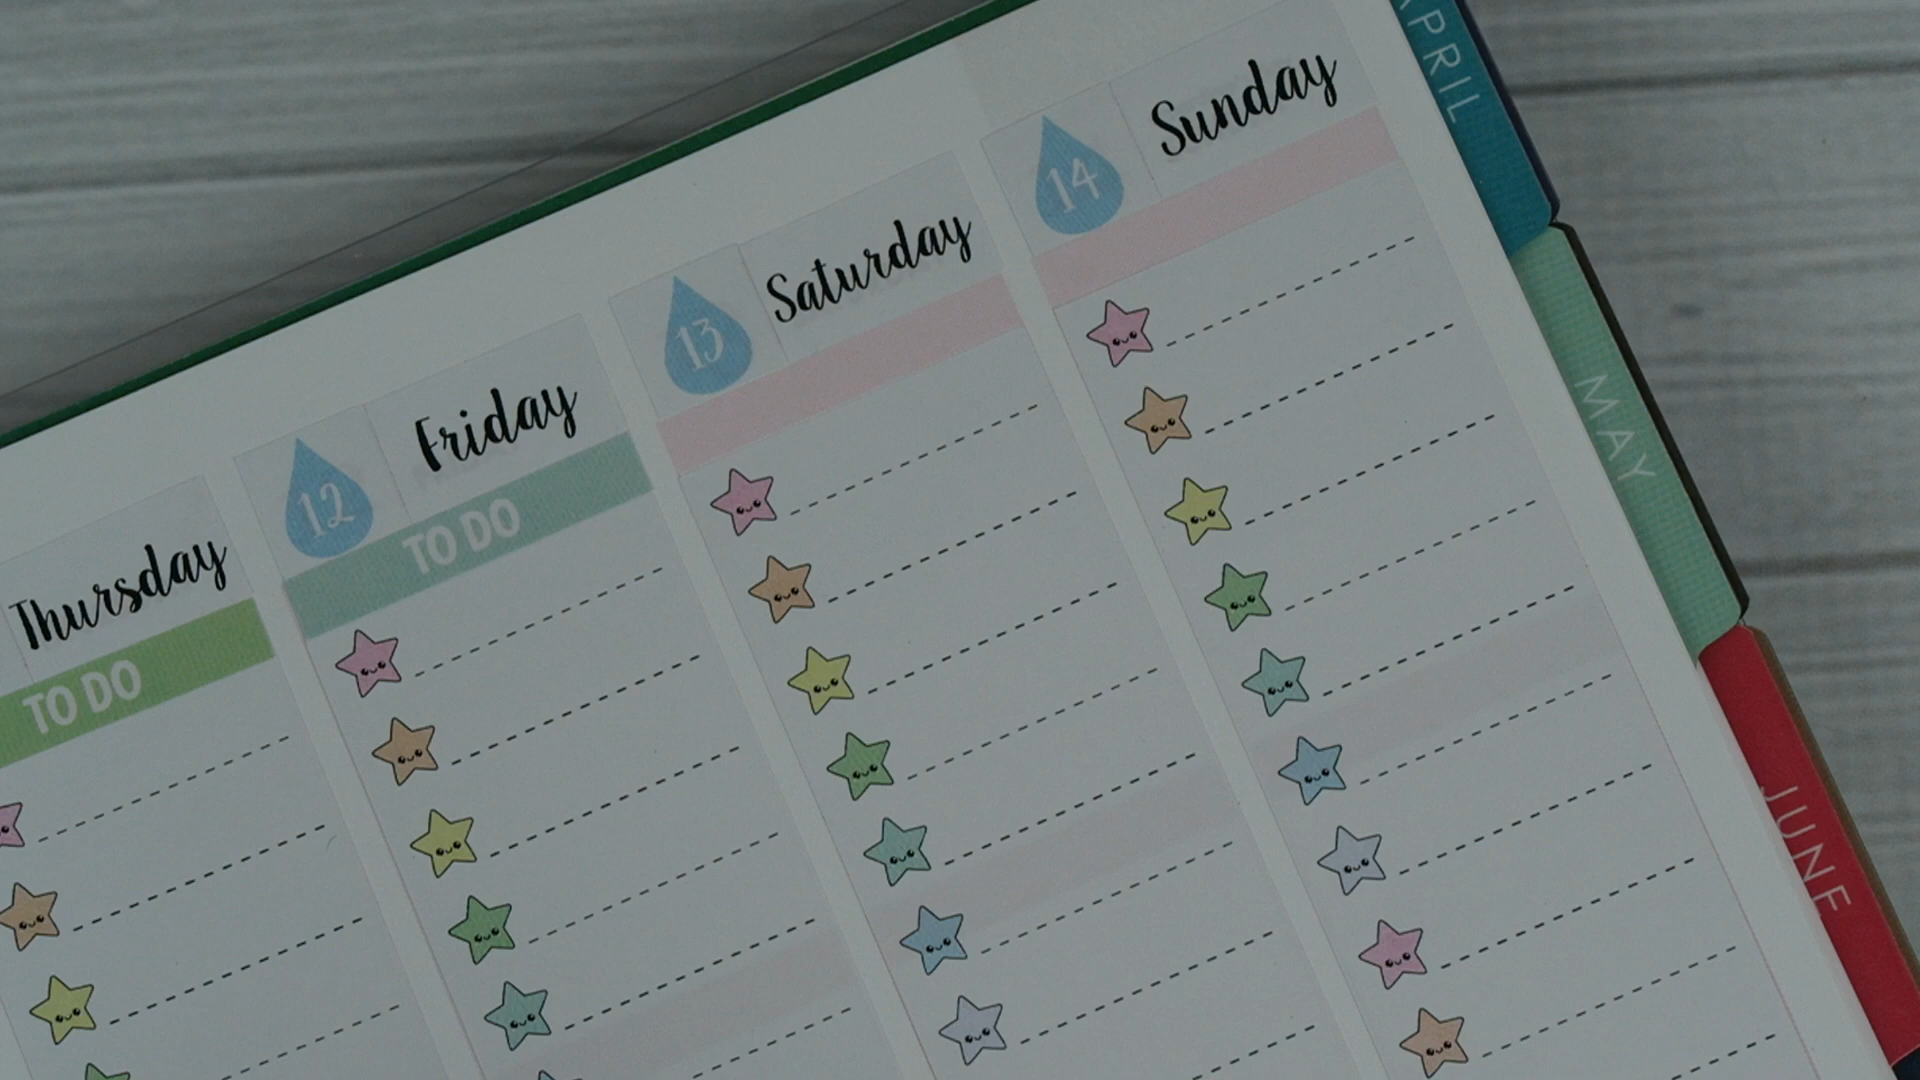 Thursday
TO DO
12
Friday
TO DO
13
Saturday
14
Sunday
APRIL
MAY
JUNE